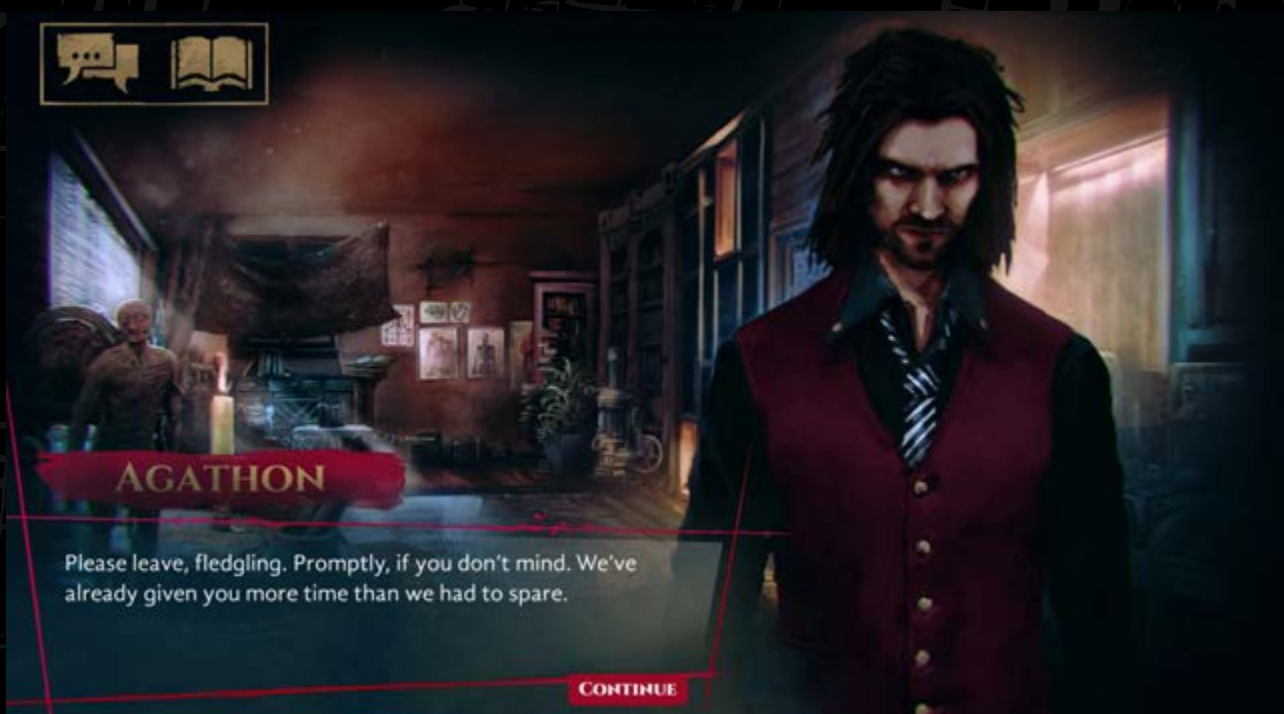 AGATHON
Please leave, fledgling. Promptly, if you don't mind. We've
already given you more time than we had to spare.
CONTINUE